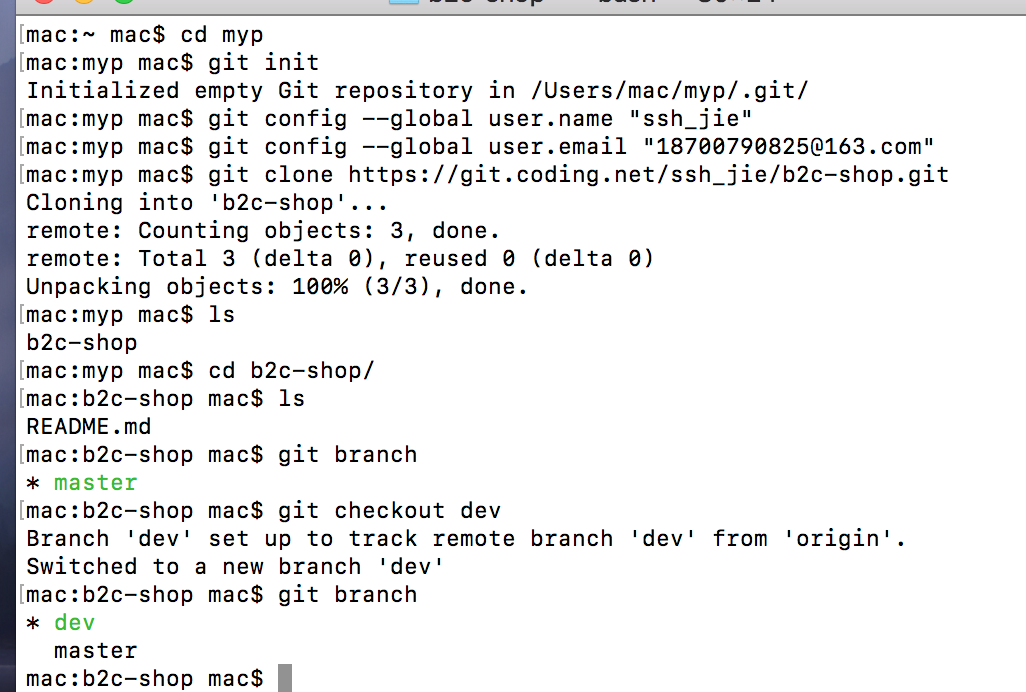 [mac:~ mac$ cd myp
[mac:myp mac$ git init
Initialized empty Git repository in /Users/mac/myp/.git/
[mac:myp mac$ git config --global user.name "ssh_jie"
[mac:myp mac$ git config --global user.email "18700790825@163.com"
[mac:myp mac$ git clone https://git.coding.net/ssh_jie/b2c-shop.git
Cloning into 'b2c-shop'...
remote: Counting objects: 3, done.
remote: Total 3 (delta 0), reused 0 (delta 0)
Unpacking objects: 100% (3/3), done.
[mac:myp mac$ ls
b2c-shop
[mac:myp mac$ cd b2c-shop/
[mac:b2c-shop mac$ ls
README.md
[mac:b2c-shop mac$ git branch
* master
[mac:b2c-shop mac$ git checkout dev
Branch 'dev' set up to track remote branch 'dev' from 'origin'.
Switched to a new branch 'dev'
[mac:b2c-shop mac$ git branch
* dev
  master
mac:b2c-shop mac$